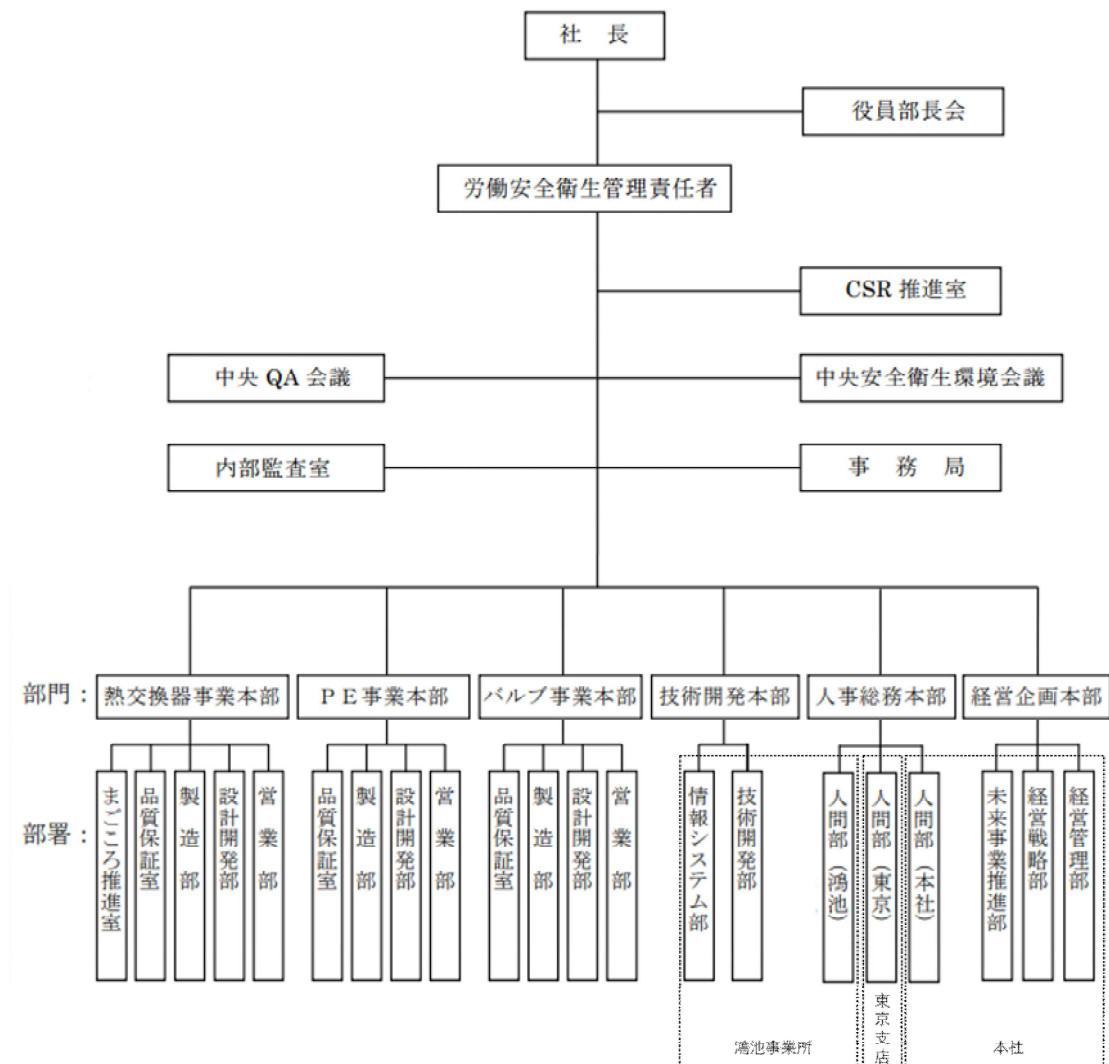 社 長
役員部長会
労働安全衛生管理責任者
CSR 推進室
中央 QA 会議
中央安全衛生環境会議
内部監査室
事 務 局
部門：
熱交換器事業本部
ＰＥ事業本部
バルブ事業本部
技術開発本部
人事総務本部
経営企画本部
部署：
まごころ推進室
品質保証室
製造部
設計開発部
営業部
品質保証室
製造部
設計開発部
営業部
品質保証室
製造部
設計開発部
営業部
情報システム部
技術開発部
人間部（鴻池）
人間部（東京）
人間部（本社）
未来事業推進部
経営戦略部
経営管理部
鴻池事業所
東京支店
本社